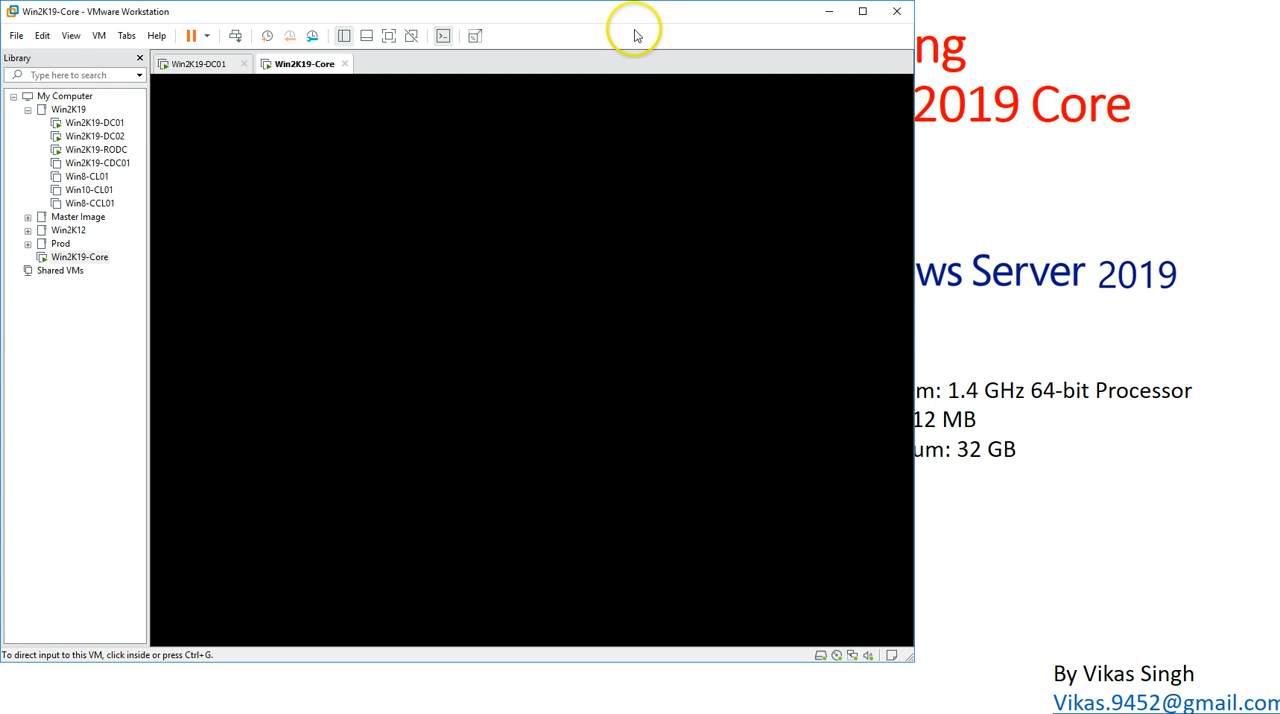 Win2K19-Core - VMware Workstation
File Edit View VM Tabs Help
Library
Type here to search
My Computer
Win2K19
Win2K19-DC01
Win2K19-DC02
Win2K19-RODC
Win2K19-CDC01
Win8-CL01
Win10-CL01
Win8-CCL01
Master Image
Win2K12
Prod
Win2K19-Core
Shared VMs
Win2K19-DC01
Win2K19-Core
To direct input to this VM, click inside or press Ctrl+G.
ng
2019 Core
ws Server 2019
m: 1.4 GHz 64-bit Processor
12 MB
um: 32 GB
By Vikas Singh
Vikas.9452@gmail.com